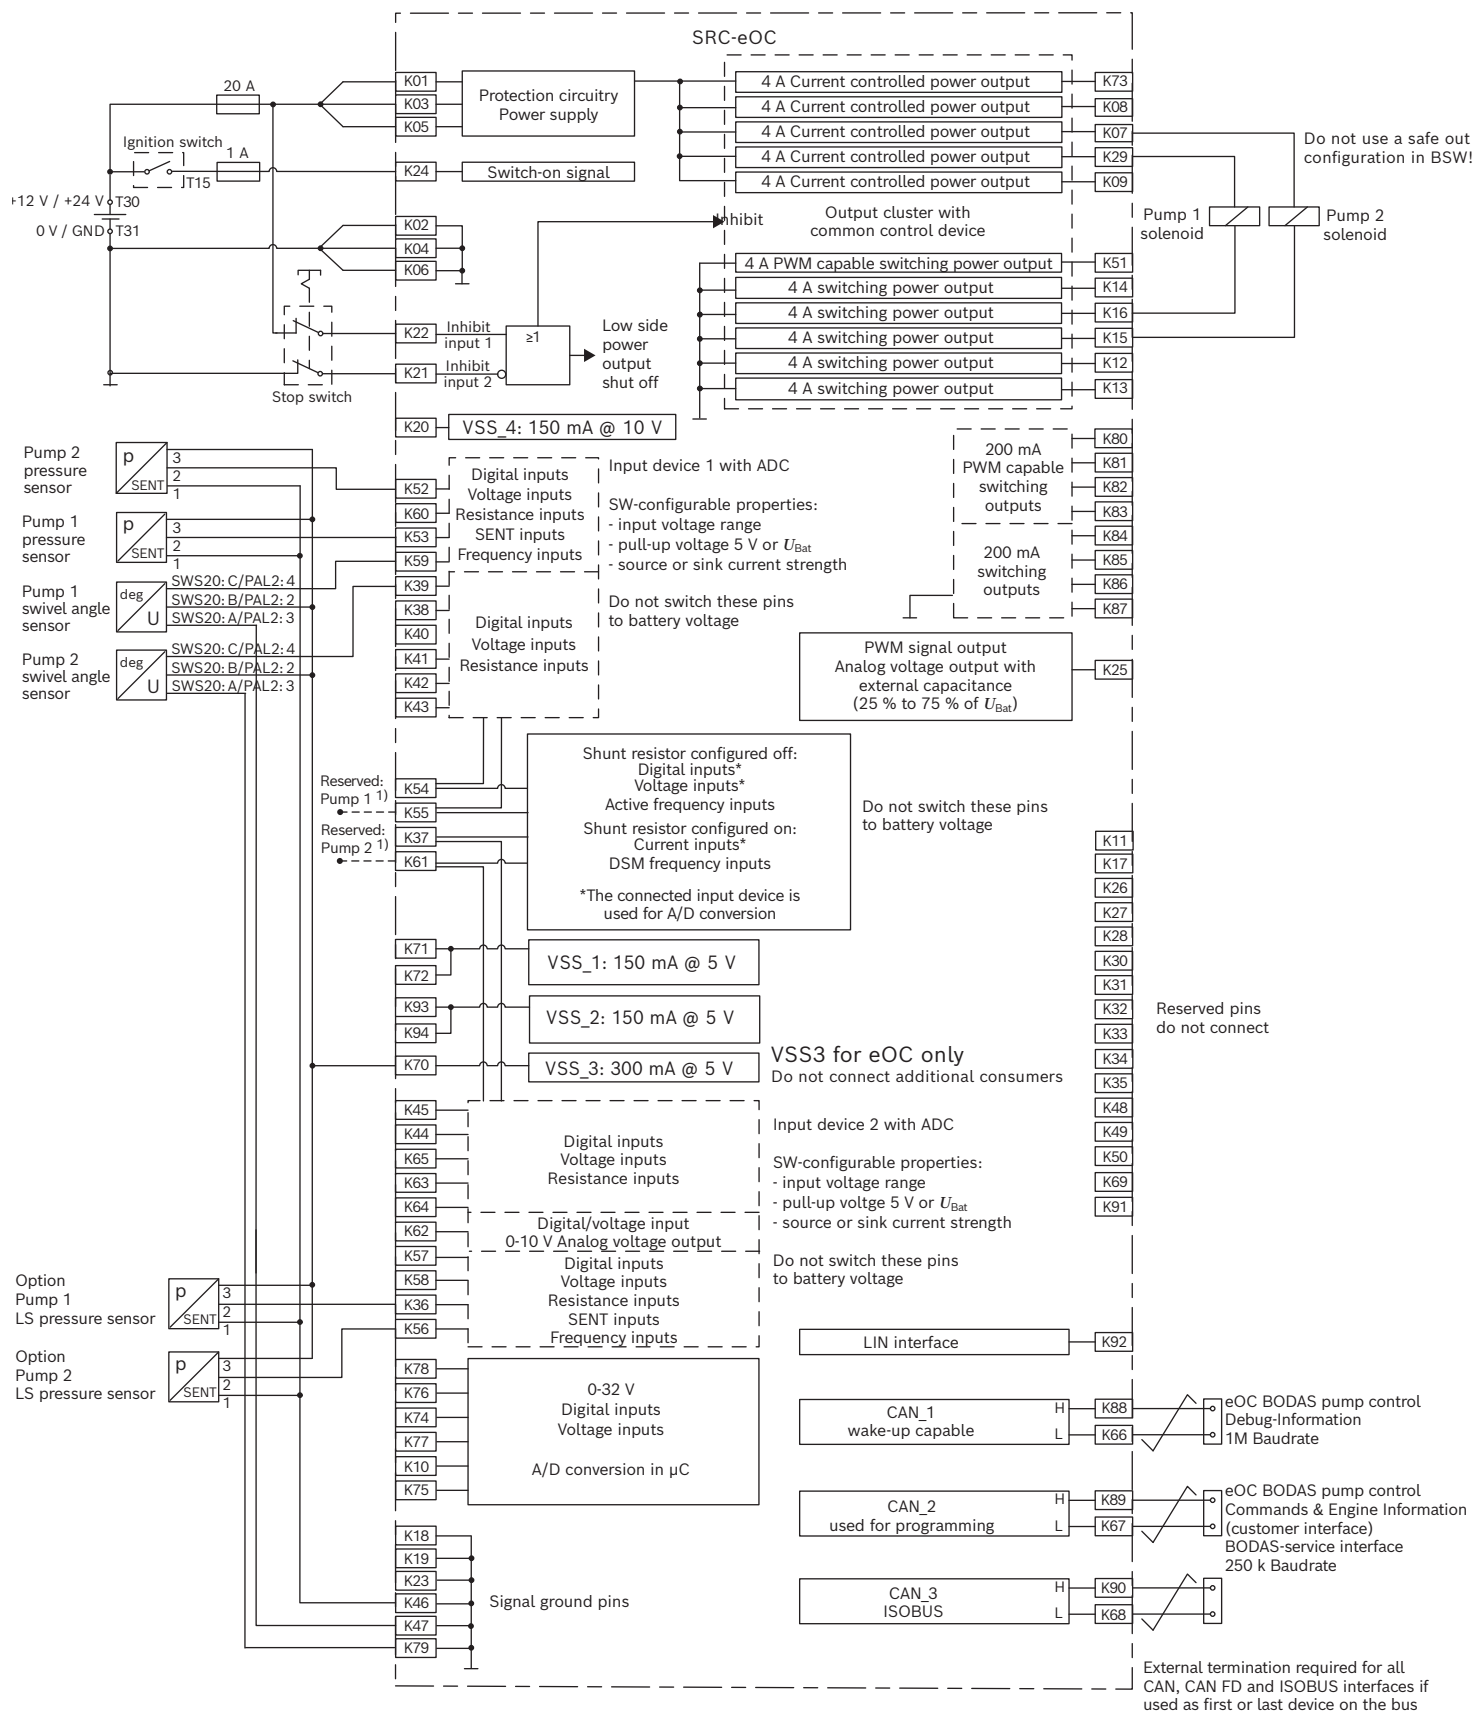 SRC-eOC
20 A
Ignition switch
1 A
T15
+12 V / +24 V
T30
0 V / GND
T31
Stop switch
K01
K03
K05
Protection circuitry
Power supply
K24
Switch-on signal
K02
K04
K06
K22
Inhibit
input 1
K21
Inhibit
input 2
≥1
Low side
power
output
shut off
Inhibit
4 A Current controlled power output
K73
4 A Current controlled power output
K08
4 A Current controlled power output
K07
4 A Current controlled power output
K29
4 A Current controlled power output
K09
Output cluster with
common control device
4 A PWM capable switching power output
K51
4 A switching power output
K14
4 A switching power output
K16
4 A switching power output
K15
4 A switching power output
K12
4 A switching power output
K13
Do not use a safe out
configuration in BSW!
Pump 1
solenoid
Pump 2
solenoid
K20
VSS_4: 150 mA @ 10 V
Pump 2
pressure
sensor
p
SENT
3
2
1
Pump 1
pressure
sensor
p
SENT
3
2
1
Pump 1
swivel angle
sensor
deg
U
SWS20: C/PAL2: 4
SWS20: B/PAL2: 2
SWS20: A/PAL2: 3
Pump 2
swivel angle
sensor
deg
U
SWS20: C/PAL2: 4
SWS20: B/PAL2: 2
SWS20: A/PAL2: 3
K52
K60
K53
K59
K39
K38
K40
K41
K42
K43
Digital inputs
Voltage inputs
Resistance inputs
SENT inputs
Frequency inputs
Digital inputs
Voltage inputs
Resistance inputs
Input device 1 with ADC
SW-configurable properties:
- input voltage range
- pull-up voltage 5 V or UBat
- source or sink current strength
Do not switch these pins
to battery voltage
200 mA
PWM capable
switching
outputs
K80
K81
K82
K83
200 mA
switching
outputs
K84
K85
K86
K87
PWM signal output
Analog voltage output with
external capacitance
(25 % to 75 % of UBat)
K25
Reserved:
Pump 1 1)
Reserved:
Pump 2 1)
K54
K55
K37
K61
Shunt resistor configured off:
Digital inputs*
Voltage inputs*
Active frequency inputs
Shunt resistor configured on:
Current inputs*
DSM frequency inputs
*The connected input device is
used for A/D conversion
Do not switch these pins
to battery voltage
K71
K72
VSS_1: 150 mA @ 5 V
K93
K94
VSS_2: 150 mA @ 5 V
K70
VSS_3: 300 mA @ 5 V
VSS3 for eOC only
Do not connect additional consumers
K11
K17
K26
K27
K28
K30
K31
K32
K33
K34
K35
K48
K49
K50
K69
K91
Reserved pins
do not connect
K45
K44
K65
K63
K64
K62
K57
K58
K36
K56
Digital inputs
Voltage inputs
Resistance inputs
Digital/voltage input
0-10 V Analog voltage output
Digital inputs
Voltage inputs
Resistance inputs
SENT inputs
Frequency inputs
Input device 2 with ADC
SW-configurable properties:
- input voltage range
- pull-up voltge 5 V or UBat
- source or sink current strength
Do not switch these pins
to battery voltage
Option
Pump 1
LS pressure sensor
p
SENT
3
2
1
Option
Pump 2
LS pressure sensor
p
SENT
3
2
1
K78
K76
K74
K77
K10
K75
0-32 V
Digital inputs
Voltage inputs
A/D conversion in µC
K18
K19
K23
K46
K47
K79
Signal ground pins
LIN interface
K92
CAN_1
wake-up capable
H
L
K88
K66
eOC BODAS pump control
Debug-Information
1M Baudrate
CAN_2
used for programming
H
L
K89
K67
eOC BODAS pump control
Commands & Engine Information
(customer interface)
BODAS-service interface
250 k Baudrate
CAN_3
ISOBUS
H
L
K90
K68
External termination required for all
CAN, CAN FD and ISOBUS interfaces if
used as first or last device on the bus